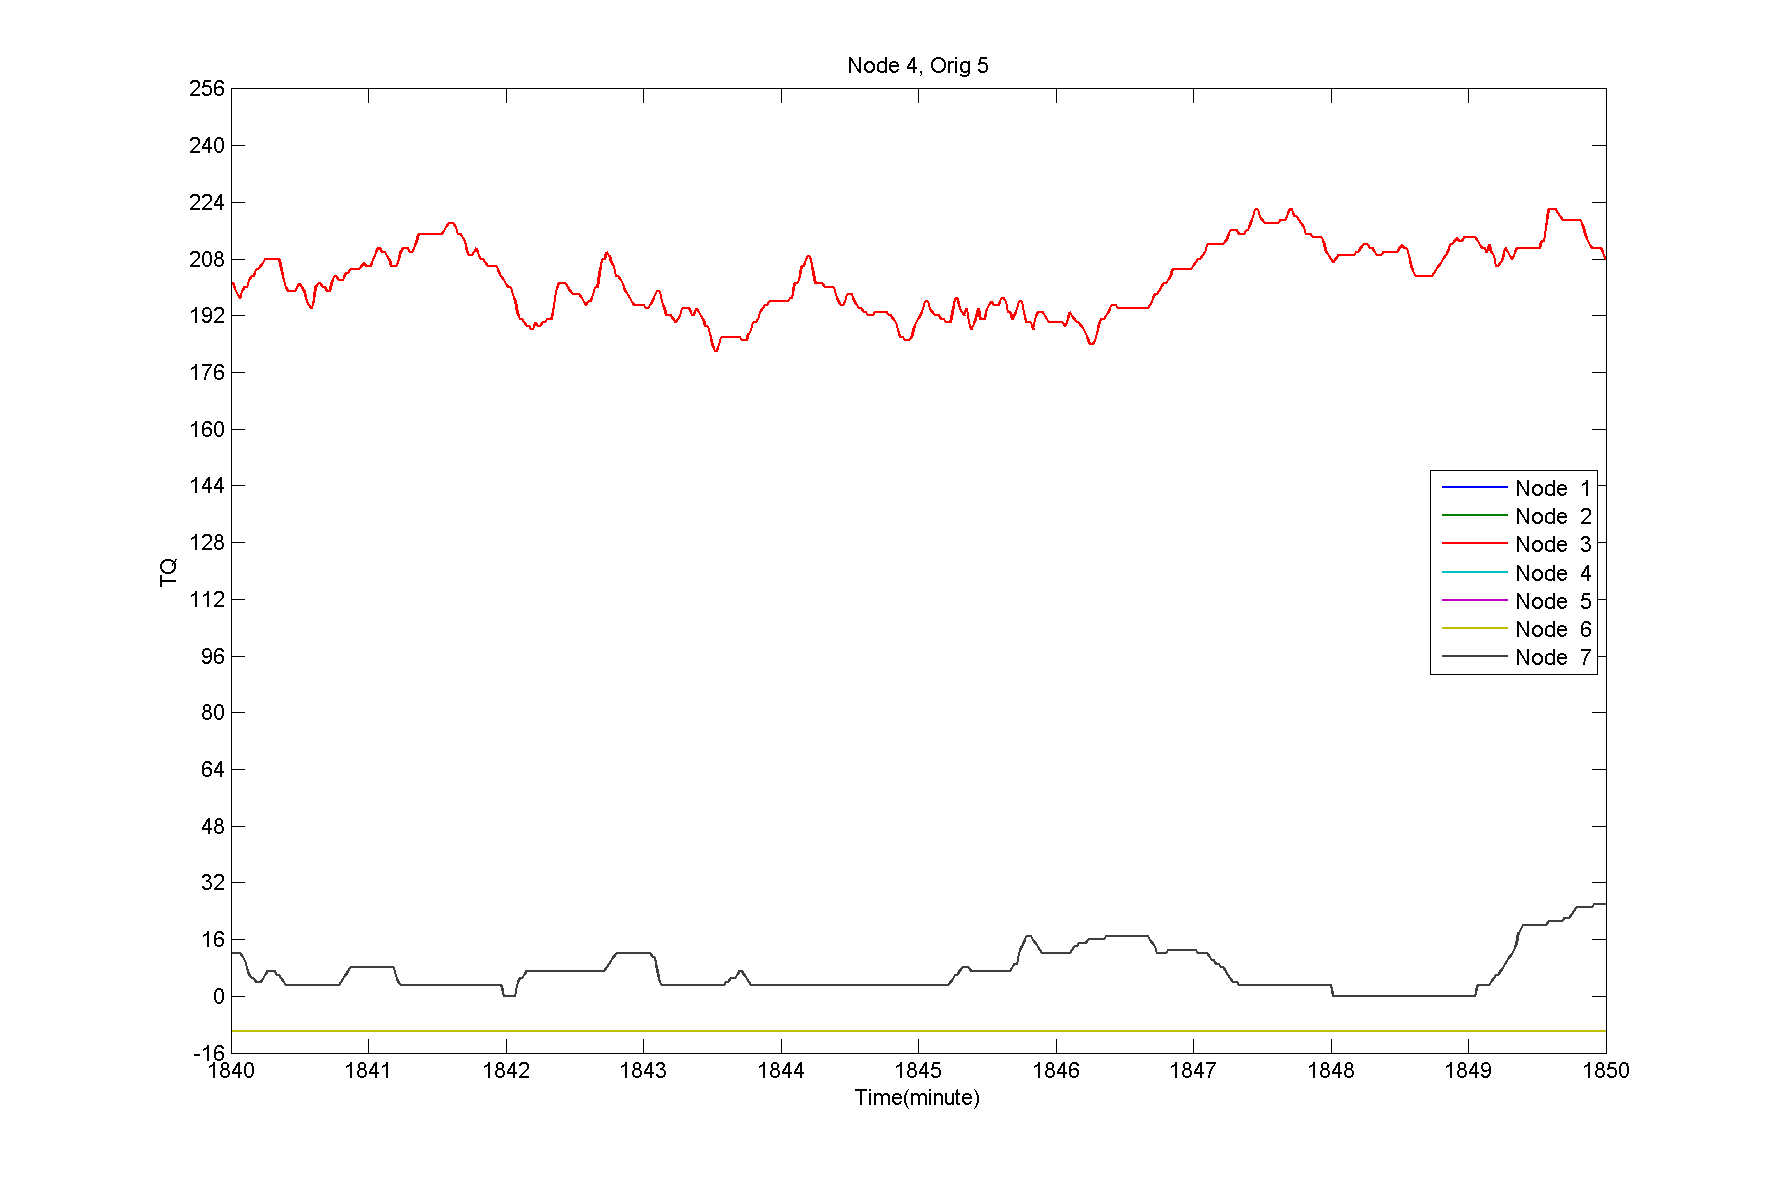 Node 4, Orig 5
256
240
224
208
192
176
160
144
128
112
96
80
64
48
32
16
0
-16
TQ
Node 1
Node 2
Node 3
Node 4
Node 5
Node 6
Node 7
1840 1841 1842 1843 1844 1845 1846 1847 1848 1849 1850
Time(minute)